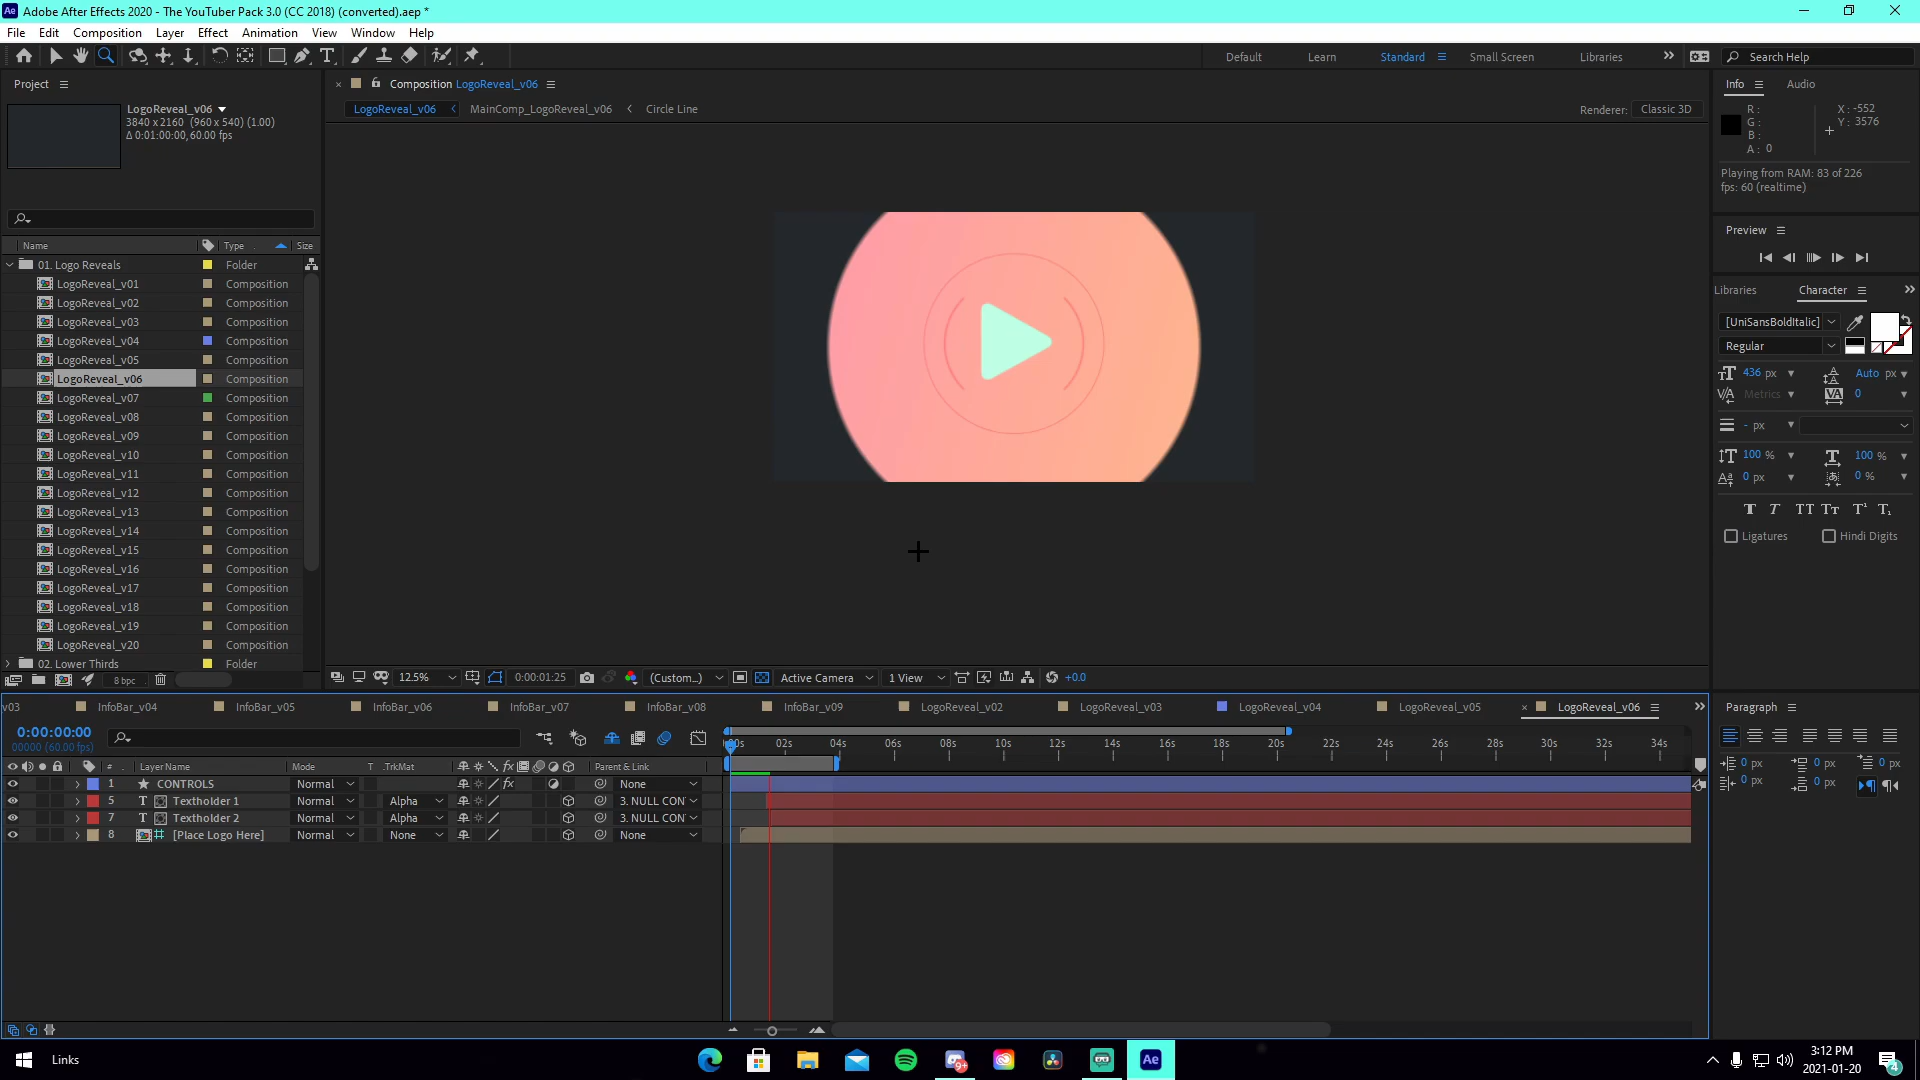 Adobe After Effects 2020 - The YouTuber Pack 3.0 (CC 2018) (converted).aep *
File Edit Composition Layer Effect Animation View Window Help
Default Learn Standard Small Screen Libraries Search Help
Project
LogoReveal_v06
3840 x 2160 (960 x 540) (1.00)
Δ 0:01:00:00, 60.00 fps
Name Type Size
01. Logo Reveals Folder
LogoReveal_v01 Composition
LogoReveal_v02 Composition
LogoReveal_v03 Composition
LogoReveal_v04 Composition
LogoReveal_v05 Composition
LogoReveal_v06 Composition
LogoReveal_v07 Composition
LogoReveal_v08 Composition
LogoReveal_v09 Composition
LogoReveal_v10 Composition
LogoReveal_v11 Composition
LogoReveal_v12 Composition
LogoReveal_v13 Composition
LogoReveal_v14 Composition
LogoReveal_v15 Composition
LogoReveal_v16 Composition
LogoReveal_v17 Composition
LogoReveal_v18 Composition
LogoReveal_v19 Composition
LogoReveal_v20 Composition
02. Lower Thirds Folder
8 bpc
Composition LogoReveal_v06
LogoReveal_v06 MainComp_LogoReveal_v06 Circle Line
Renderer: Classic 3D
12.5% 0:00:01:25 (Custom...) Active Camera 1 View +0.0
Info Audio
R :
G :
B :
A : 0
X : -552
Y : 3576
Playing from RAM: 83 of 226
fps: 60 (realtime)
Preview
Libraries Character
[UniSansBoldItalic]
Regular
436 px Auto px
Metrics 0
- px
100 % 100 %
0 px 0 %
T T TT Tт T¹ T₁
Ligatures Hindi Digits
Paragraph
0 px 0 px 0 px
0 px 0 px
v03 InfoBar_v04 InfoBar_v05 InfoBar_v06 InfoBar_v07 InfoBar_v08 InfoBar_v09 LogoReveal_v02 LogoReveal_v03 LogoReveal_v04 LogoReveal_v05 LogoReveal_v06
0:00:00:00
00000 (60.00 fps)
00s 02s 04s 06s 08s 10s 12s 14s 16s 18s 20s 22s 24s 26s 28s 30s 32s 34s
# Layer Name Mode T .TrkMat Parent & Link
1 CONTROLS Normal None
5 T Textholder 1 Normal Alpha 3. NULL CON
7 T Textholder 2 Normal Alpha 3. NULL CON
8 [Place Logo Here] Normal None None
Links
9+
Ae
3:12 PM
2021-01-20
4